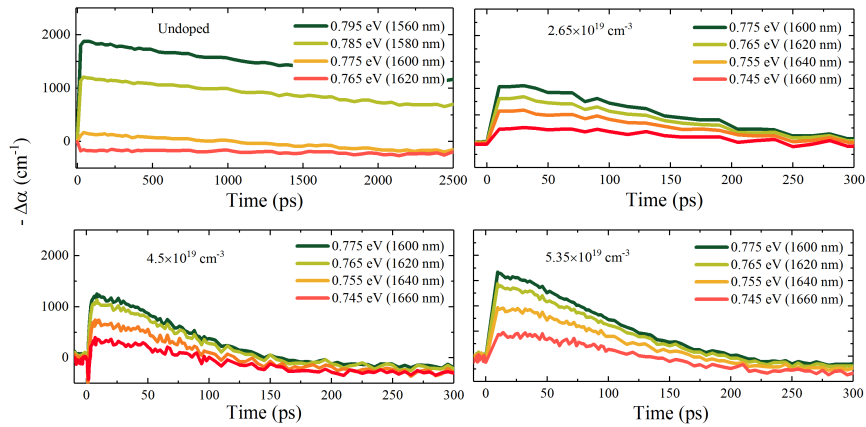 Undoped
0.795 eV (1560 nm)
0.785 eV (1580 nm)
0.775 eV (1600 nm)
0.765 eV (1620 nm)
2000
1000
0
0 500 1000 1500 2000 2500
Time (ps)
2.65×10¹⁹ cm⁻³
0.775 eV (1600 nm)
0.765 eV (1620 nm)
0.755 eV (1640 nm)
0.745 eV (1660 nm)
0 50 100 150 200 250 300
Time (ps)
- Δα (cm⁻¹)
4.5×10¹⁹ cm⁻³
0.775 eV (1600 nm)
0.765 eV (1620 nm)
0.755 eV (1640 nm)
0.745 eV (1660 nm)
2000
1000
0
0 50 100 150 200 250 300
Time (ps)
5.35×10¹⁹ cm⁻³
0.775 eV (1600 nm)
0.765 eV (1620 nm)
0.755 eV (1640 nm)
0.745 eV (1660 nm)
0 50 100 150 200 250 300
Time (ps)